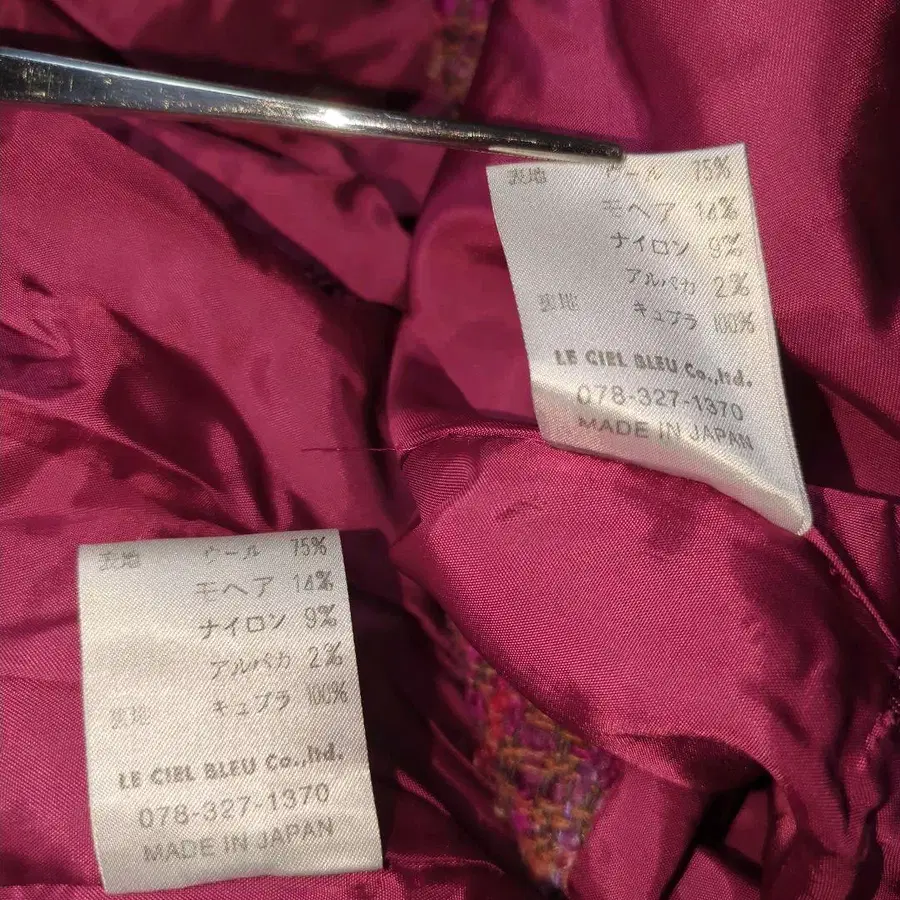 表地 ウール 75%
モヘア 14%
ナイロン 9%
アルパカ 2%
裏地 キュプラ 100%
LE CIEL BLEU Co.,ltd.
078-327-1370
MADE IN JAPAN
表地 ウール 75%
モヘア 14%
ナイロン 9%
アルパカ 2%
裏地 キュプラ 100%
LE CIEL BLEU Co.,ltd.
078-327-1370
MADE IN JAPAN